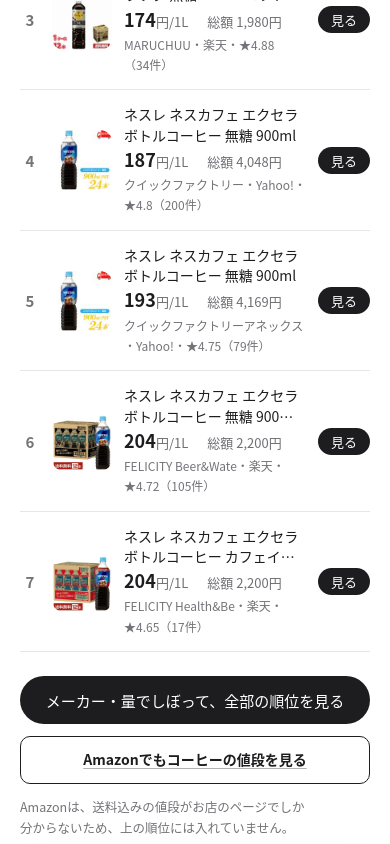 3
174円/1L 総額 1,980円
MARUCHUU・楽天・★4.88
（34件）
見る
ネスレ ネスカフェ エクセラ
ボトルコーヒー 無糖 900ml
4
187円/1L 総額 4,048円
クイックファクトリー・Yahoo!・
★4.8（200件）
見る
ネスレ ネスカフェ エクセラ
ボトルコーヒー 無糖 900ml
5
193円/1L 総額 4,169円
クイックファクトリーアネックス
・Yahoo!・★4.75（79件）
見る
ネスレ ネスカフェ エクセラ
ボトルコーヒー 無糖 900…
6
204円/1L 総額 2,200円
FELICITY Beer&Wate・楽天・
★4.72（105件）
見る
ネスレ ネスカフェ エクセラ
ボトルコーヒー カフェイ…
7
204円/1L 総額 2,200円
FELICITY Health&Be・楽天・
★4.65（17件）
見る
メーカー・量でしぼって、全部の順位を見る
Amazonでもコーヒーの値段を見る
Amazonは、送料込みの値段がお店のページでしか
分からないため、上の順位には入れていません。